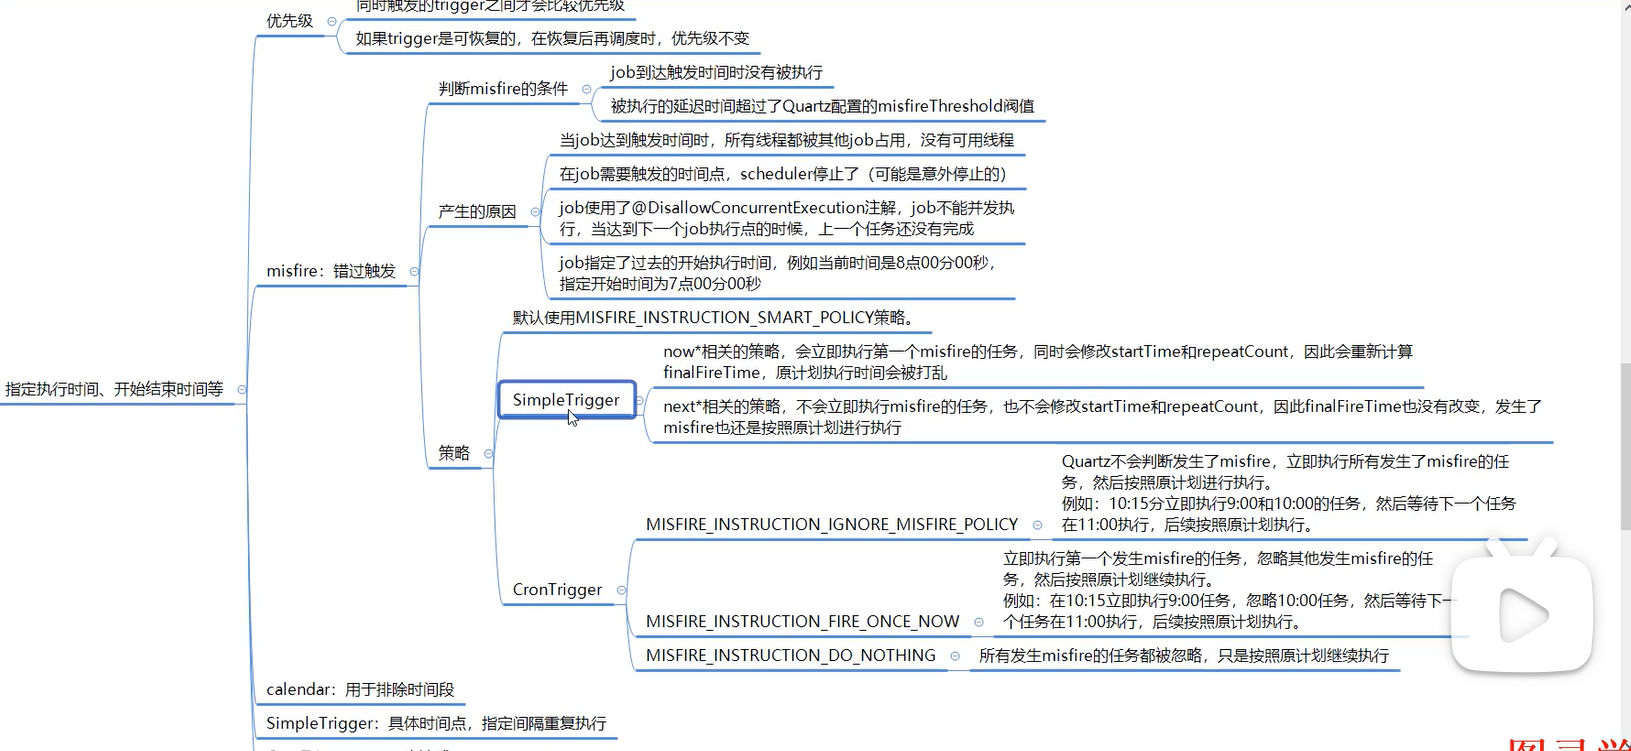 同时触发的trigger之间才会比较优先级
优先级
如果trigger是可恢复的，在恢复后再调度时，优先级不变
job到达触发时间时没有被执行
判断misfire的条件
被执行的延迟时间超过了Quartz配置的misfireThreshold阀值
当job达到触发时间时，所有线程都被其他job占用，没有可用线程
在job需要触发的时间点，scheduler停止了（可能是意外停止的）
产生的原因
job使用了@DisallowConcurrentExecution注解，job不能并发执
行，当达到下一个job执行点的时候，上一个任务还没有完成
job指定了过去的开始执行时间，例如当前时间是8点00分00秒，
指定开始时间为7点00分00秒
misfire：错过触发
默认使用MISFIRE_INSTRUCTION_SMART_POLICY策略。
now*相关的策略，会立即执行第一个misfire的任务，同时会修改startTime和repeatCount，因此会重新计算
finalFireTime，原计划执行时间会被打乱
指定执行时间、开始结束时间等
SimpleTrigger
next*相关的策略，不会立即执行misfire的任务，也不会修改startTime和repeatCount，因此finalFireTime也没有改变，发生了
misfire也还是按照原计划进行执行
策略
Quartz不会判断发生了misfire，立即执行所有发生了misfire的任
务，然后按照原计划进行执行。
例如：10:15分立即执行9:00和10:00的任务，然后等待下一个任务
在11:00执行，后续按照原计划执行。
MISFIRE_INSTRUCTION_IGNORE_MISFIRE_POLICY
立即执行第一个发生misfire的任务，忽略其他发生misfire的任
务，然后按照原计划继续执行。
例如：在10:15立即执行9:00任务，忽略10:00任务，然后等待下一
个任务在11:00执行，后续按照原计划执行。
CronTrigger
MISFIRE_INSTRUCTION_FIRE_ONCE_NOW
MISFIRE_INSTRUCTION_DO_NOTHING
所有发生misfire的任务都被忽略，只是按照原计划继续执行
calendar：用于排除时间段
SimpleTrigger：具体时间点，指定间隔重复执行